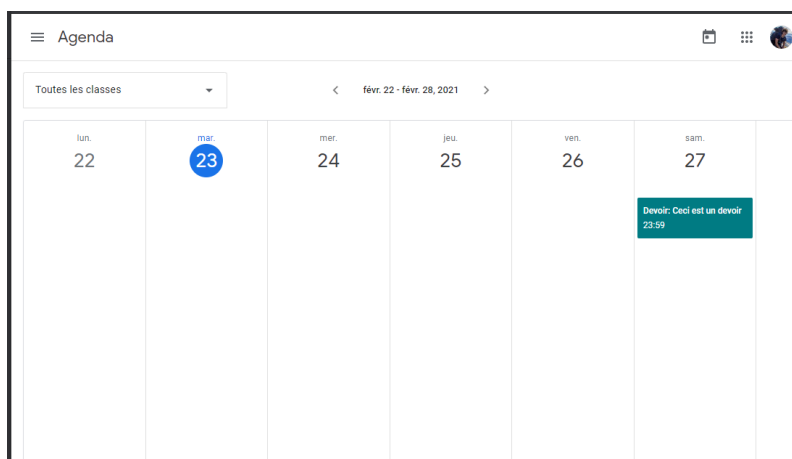 Agenda
Toutes les classes
févr. 22 - févr. 28, 2021
lun. mar. mer. jeu. ven. sam.
22 23 24 25 26 27
Devoir: Ceci est un devoir
23:59